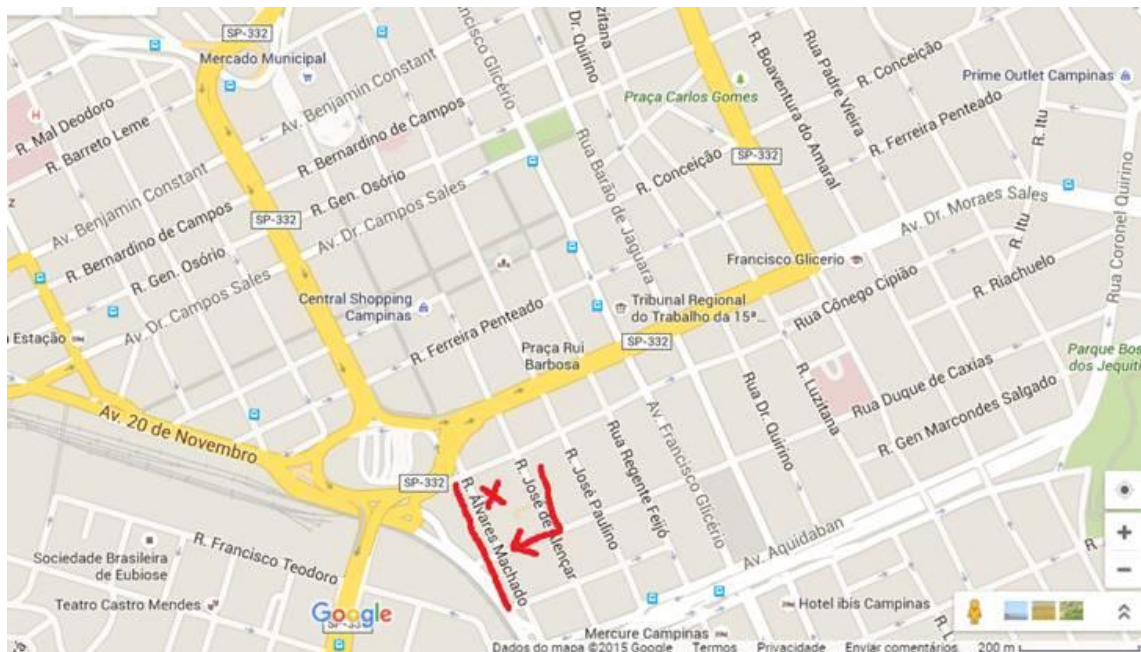 SP-332
Mercado Municipal
R. Mal Deodoro
R. Barreto Leme
Av. Benjamin Constant
R. Bernardino de Campos
Francisco Glicério
Dr. Quirino
Luzitana
Praça Carlos Gomes
R. Boaventura do Amaral
Rua Padre Vieira
R. Conceição
Prime Outlet Campinas
R. Ferreira Penteado
R. Itu
Av. Benjamin Constant
R. Bernardino de Campos
R. Gen. Osório
Av. Dr. Campos Sales
SP-332
R. Gen. Osório
Av. Dr. Campos Sales
Rua Barão de Jaguara
R. Conceição
SP-332
Av. Dr. Moraes Sales
R. Itu
Rua Coronel Quirino
Francisco Glicerio
Rua Cônego Cipião
R. Riachuelo
Estação
Central Shopping
Campinas
R. Ferreira Penteado
Tribunal Regional
do Trabalho da 15ª...
SP-332
Praça Rui
Barbosa
Parque Bos
dos Jequiti
Av. 20 de Novembro
Rua Dr. Quirino
R. Luzitana
Rua Duque de Caxias
R. Gen Marcondes Salgado
Av. Francisco Glicério
Rua Regente Feijó
R. José Paulino
R. José de Alençar
R. Álvares Machado
SP-332
Av. Aquidaban
Sociedade Brasileira
de Eubiose
R. Francisco Teodoro
Teatro Castro Mendes
Google
Hotel ibis Campinas
Mercure Campinas
Dados do mapa ©2015 Google Termos Privacidade Enviar comentários 200 m